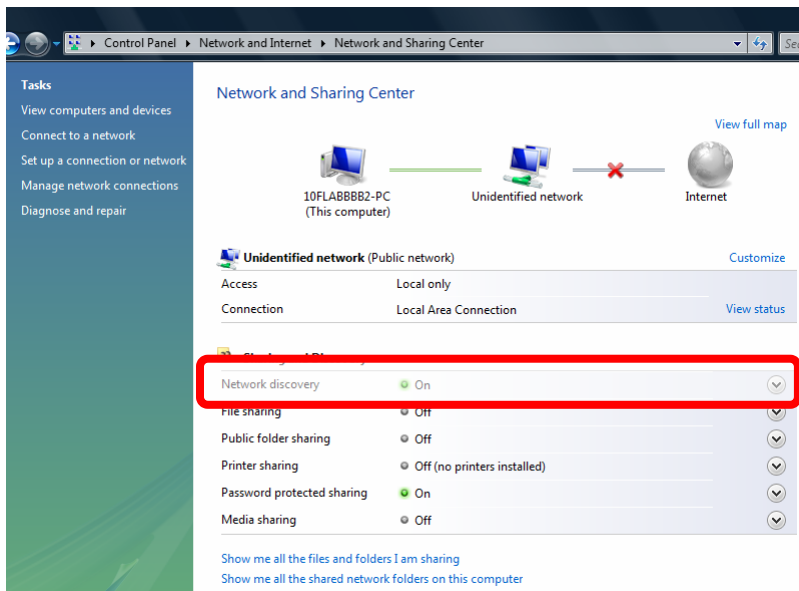 Control Panel Network and Internet Network and Sharing Center
Tasks
View computers and devices
Connect to a network
Set up a connection or network
Manage network connections
Diagnose and repair
Network and Sharing Center
View full map
10FLABBBB2-PC
(This computer)
Unidentified network
Internet
Unidentified network (Public network) Customize
Access Local only
Connection Local Area Connection View status
Network discovery On
File sharing Off
Public folder sharing Off
Printer sharing Off (no printers installed)
Password protected sharing On
Media sharing Off
Show me all the files and folders I am sharing
Show me all the shared network folders on this computer